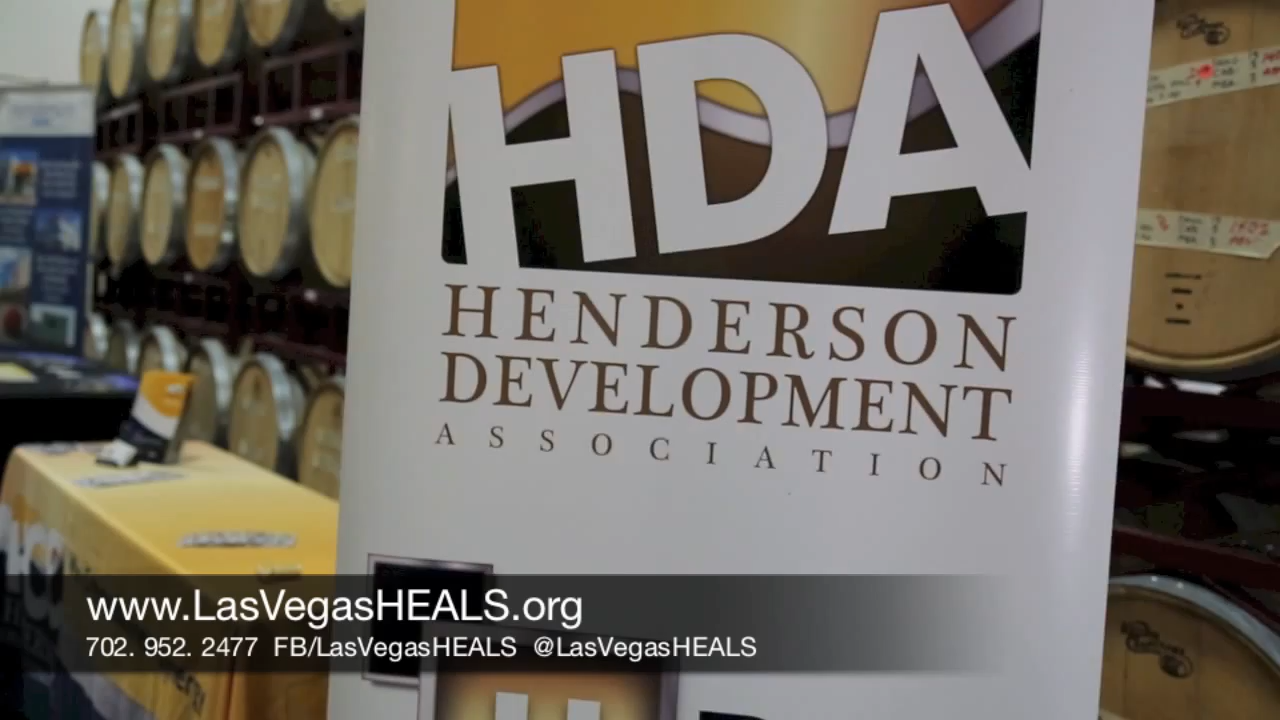 HDA
HENDERSON
DEVELOPMENT
ASSOCIATION
www.LasVegasHEALS.org
702. 952. 2477 FB/LasVegasHEALS @LasVegasHEALS